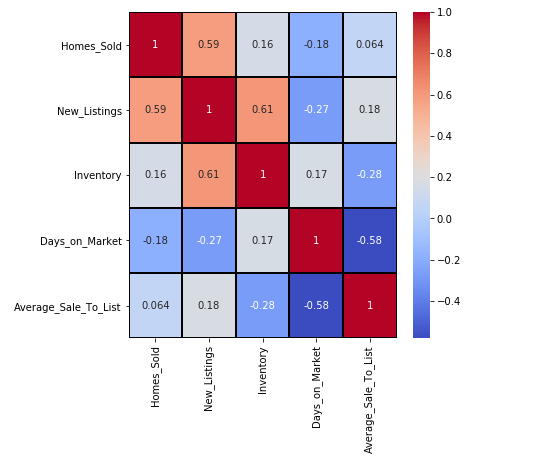 Homes_Sold 1 0.59 0.16 -0.18 0.064
New_Listings 0.59 1 0.61 -0.27 0.18
Inventory 0.16 0.61 1 0.17 -0.28
Days_on_Market -0.18 -0.27 0.17 1 -0.58
Average_Sale_To_List 0.064 0.18 -0.28 -0.58 1
Homes_Sold
New_Listings
Inventory
Days_on_Market
Average_Sale_To_List
1.0
0.8
0.6
0.4
0.2
0.0
−0.2
−0.4